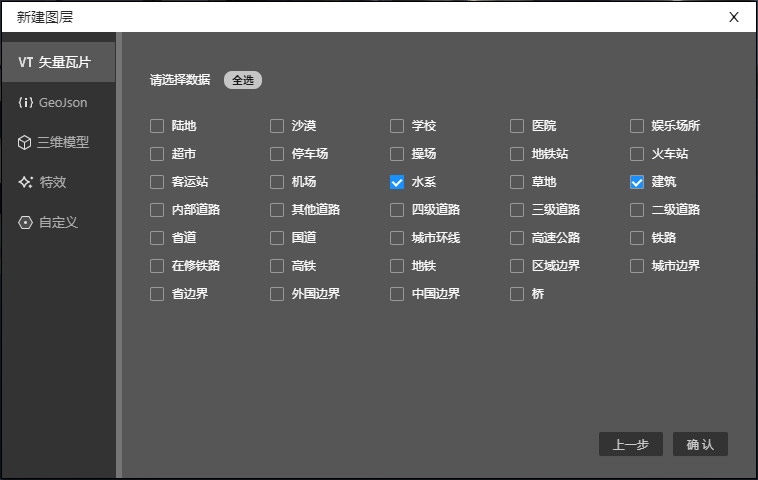 新建图层 X
VT 矢量瓦片
{i} GeoJson
三维模型
特效
自定义
请选择数据 全选
陆地 沙漠 学校 医院 娱乐场所
超市 停车场 操场 地铁站 火车站
客运站 机场 水系 草地 建筑
内部道路 其他道路 四级道路 三级道路 二级道路
省道 国道 城市环线 高速公路 铁路
在修铁路 高铁 地铁 区域边界 城市边界
省边界 外国边界 中国边界 桥
上一步 确认